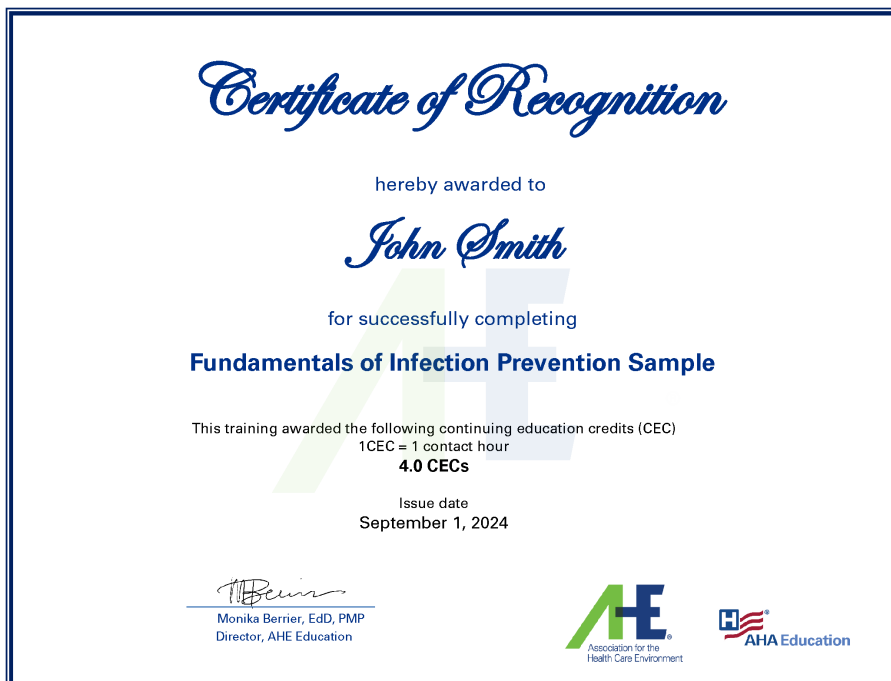 Certificate of Recognition
hereby awarded to
John Smith
for successfully completing
Fundamentals of Infection Prevention Sample
This training awarded the following continuing education credits (CEC)
1CEC = 1 contact hour
4.0 CECs
Issue date
September 1, 2024
Monika Berrier, EdD, PMP
Director, AHE Education
AHE®
Association for the
Health Care Environment
H®
AHA Education